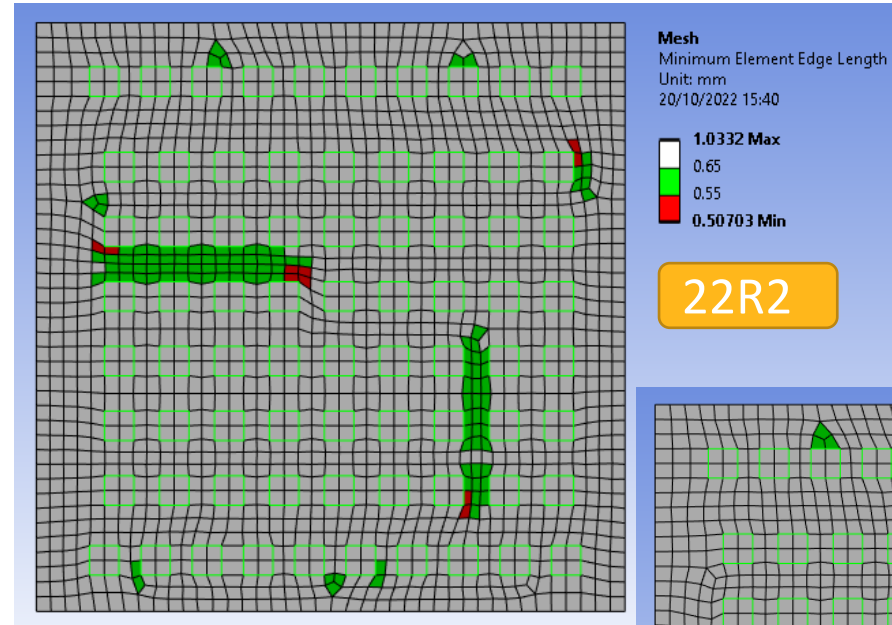 Mesh
Minimum Element Edge Length
Unit: mm
20/10/2022 15:40
1.0332 Max
0.65
0.55
0.50703 Min
22R2